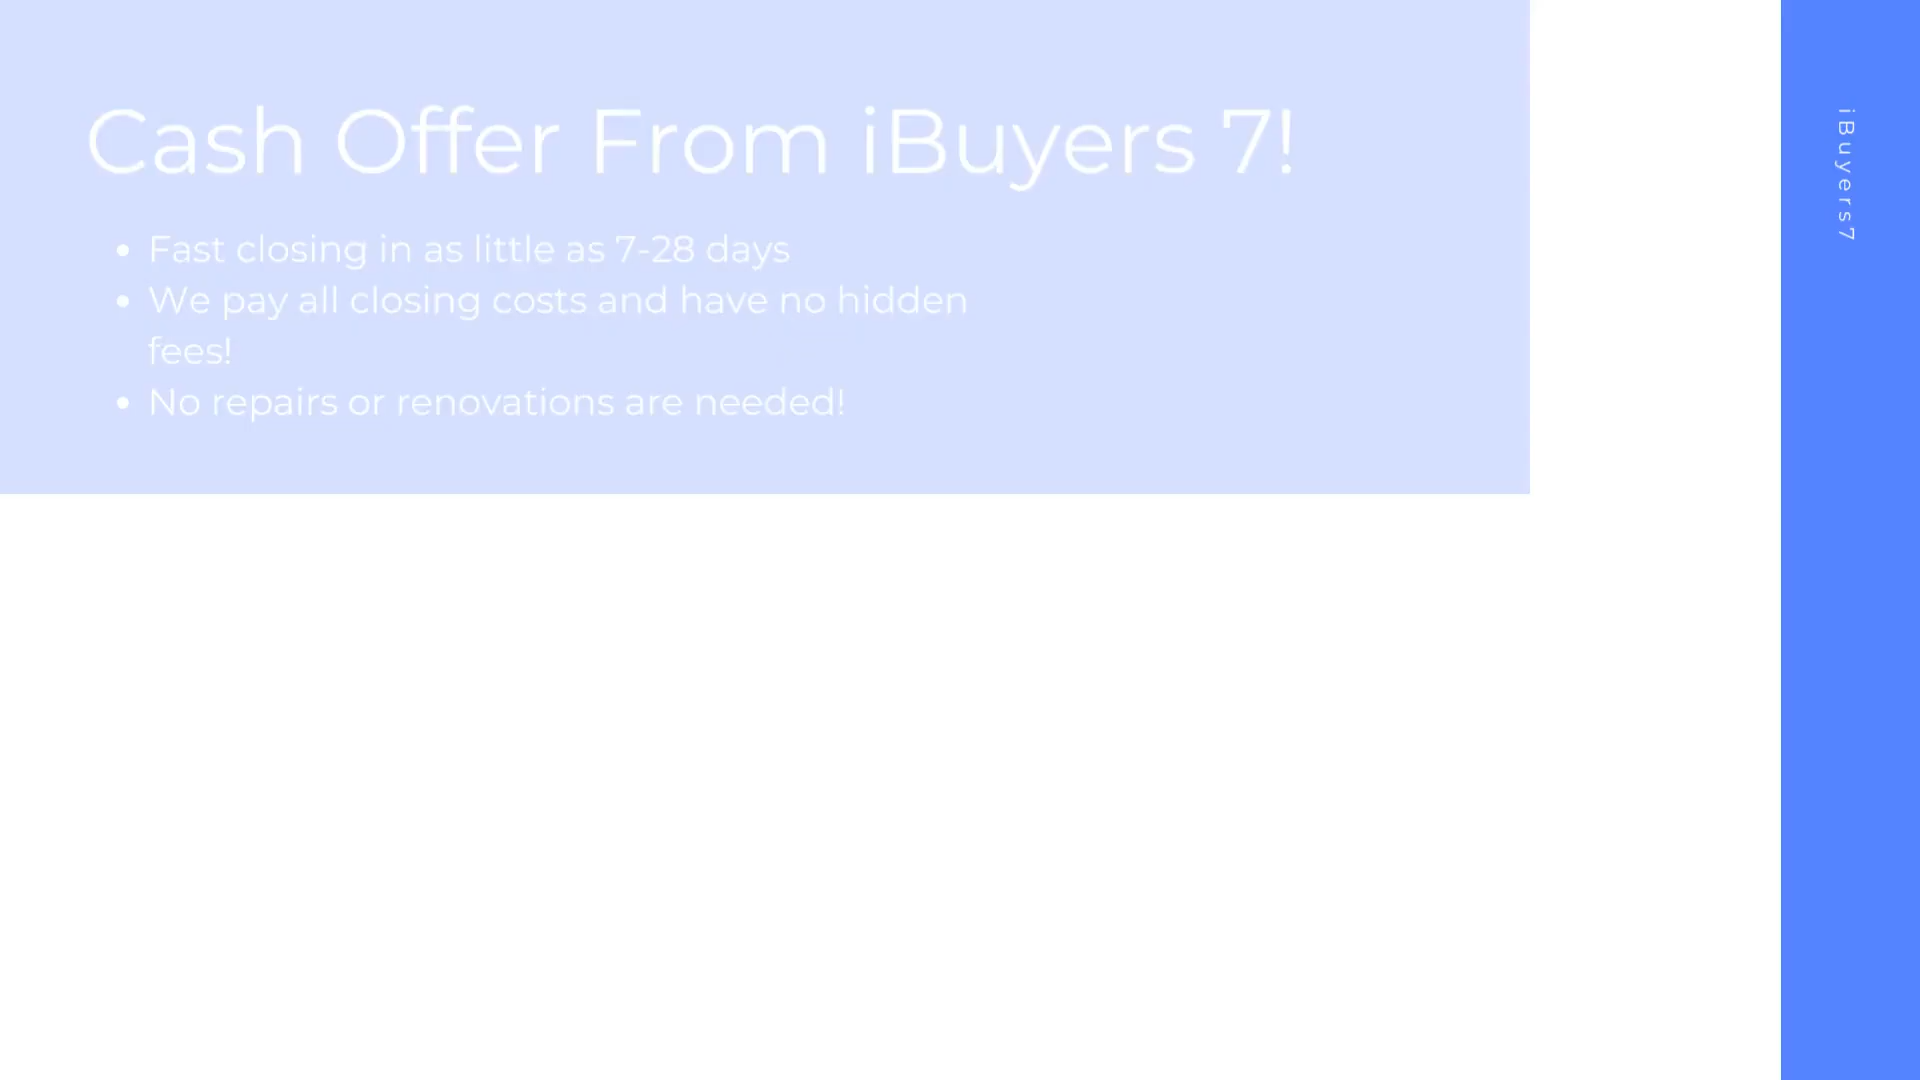 Cash Offer From iBuyers 7!
• Fast closing in as little as 7-28 days
• We pay all closing costs and have no hidden
fees!
• No repairs or renovations are needed!
iBuyers7